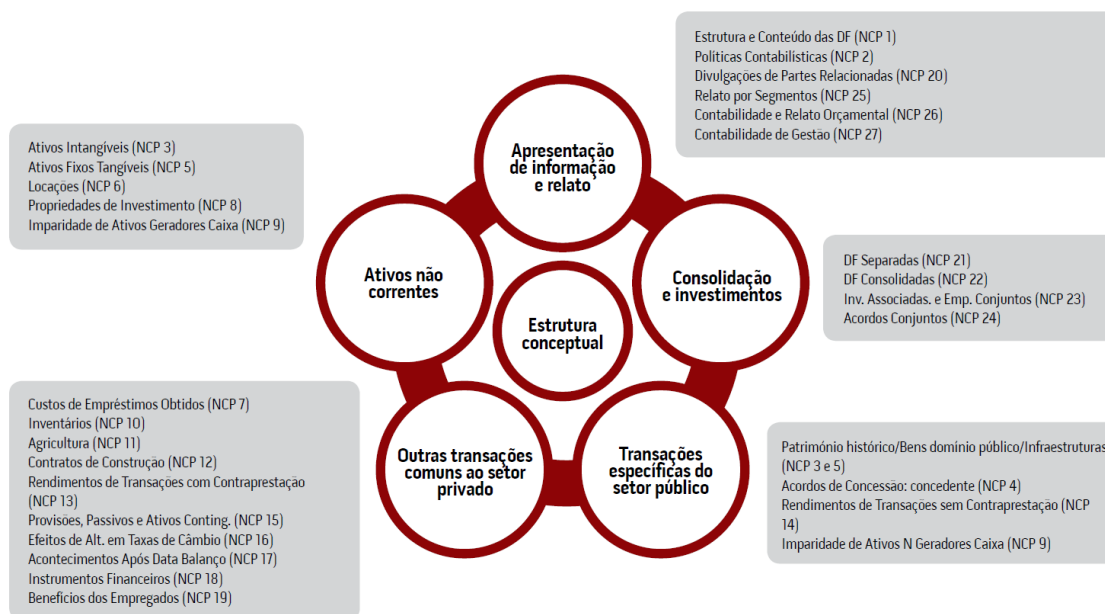 Estrutura e Conteúdo das DF (NCP 1)
Políticas Contabilísticas (NCP 2)
Divulgações de Partes Relacionadas (NCP 20)
Relato por Segmentos (NCP 25)
Contabilidade e Relato Orçamental (NCP 26)
Contabilidade de Gestão (NCP 27)
Apresentação
de informação
e relato
Ativos Intangíveis (NCP 3)
Ativos Fixos Tangíveis (NCP 5)
Locações (NCP 6)
Propriedades de Investimento (NCP 8)
Imparidade de Ativos Geradores Caixa (NCP 9)
Ativos não
correntes
Consolidação
e investimentos
DF Separadas (NCP 21)
DF Consolidadas (NCP 22)
Inv. Associadas. e Emp. Conjuntos (NCP 23)
Acordos Conjuntos (NCP 24)
Estrutura
conceptual
Custos de Empréstimos Obtidos (NCP 7)
Inventários (NCP 10)
Agricultura (NCP 11)
Contratos de Construção (NCP 12)
Rendimentos de Transações com Contraprestação
(NCP 13)
Provisões, Passivos e Ativos Conting. (NCP 15)
Efeitos de Alt. em Taxas de Câmbio (NCP 16)
Acontecimentos Após Data Balanço (NCP 17)
Instrumentos Financeiros (NCP 18)
Benefícios dos Empregados (NCP 19)
Outras transações
comuns ao setor
privado
Transações
específicas do
setor público
Património histórico/Bens domínio público/Infraestruturas
(NCP 3 e 5)
Acordos de Concessão: concedente (NCP 4)
Rendimentos de Transações sem Contraprestação (NCP
14)
Imparidade de Ativos N Geradores Caixa (NCP 9)